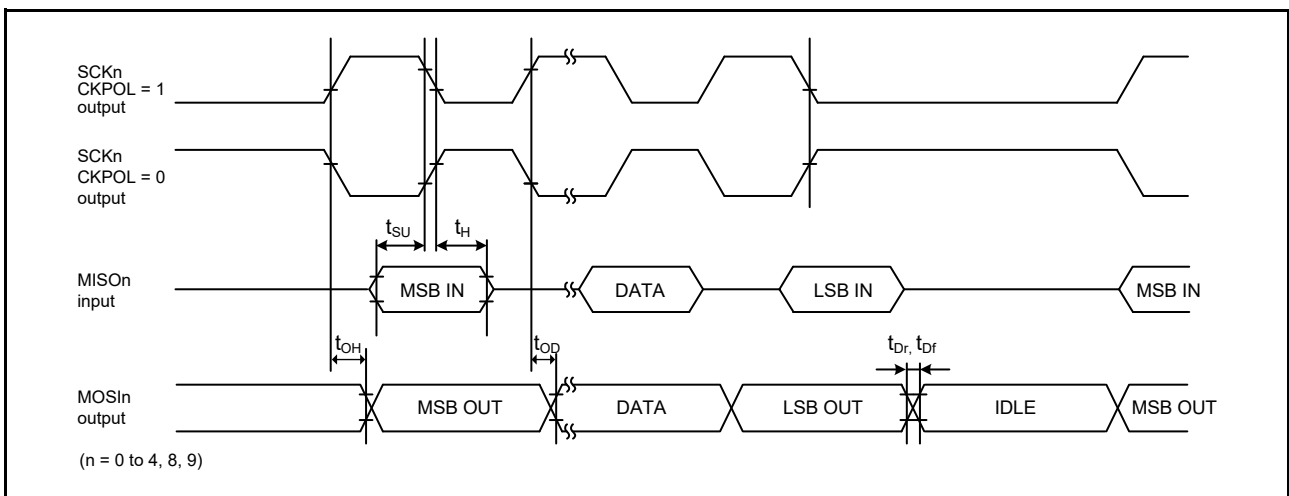 SCKn
CKPOL = 1
output
SCKn
CKPOL = 0
output
tSU
tH
MISOn
input
MSB IN
DATA
LSB IN
MSB IN
tOH
tOD
tDr, tDf
MOSIn
output
MSB OUT
DATA
LSB OUT
IDLE
MSB OUT
(n = 0 to 4, 8, 9)